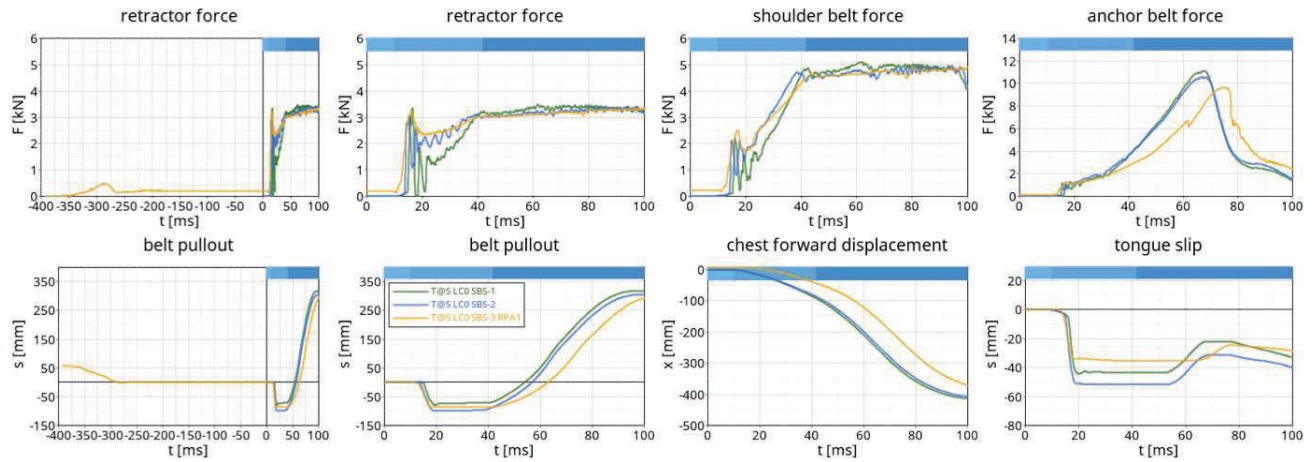 retractor force
retractor force
shoulder belt force
anchor belt force
F [kN]
6
5
4
3
2
1
0
-400-350-300-250-200-150-100 -50 0 50 100
t [ms]
F [kN]
6
5
4
3
2
1
0
0 20 40 60 80 100
t [ms]
F [kN]
6
5
4
3
2
1
0
0 20 40 60 80 100
t [ms]
F [kN]
14
12
10
8
6
4
2
0
0 20 40 60 80 100
t [ms]
belt pullout
belt pullout
chest forward displacement
tongue slip
s [mm]
350
250
150
50
-50
-150
-400-350-300-250-200-150-100 -50 0 50 100
t [ms]
s [mm]
350
250
150
50
-50
-150
T@S LC0 SBS-1
T@S LC0 SBS-2
T@S LC0 SBS-3 RPA1
0 20 40 60 80 100
t [ms]
x [mm]
0
-100
-200
-300
-400
-500
0 20 40 60 80 100
t [ms]
s [mm]
20
0
-20
-40
-60
-80
0 20 40 60 80 100
t [ms]